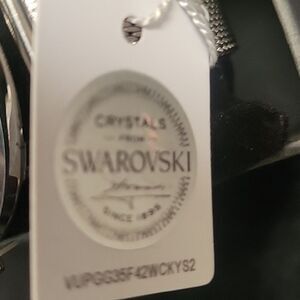 CRYSTALS
FROM
SWAROVSKI
SINCE 1895
VUPGG35F42WCKYS2